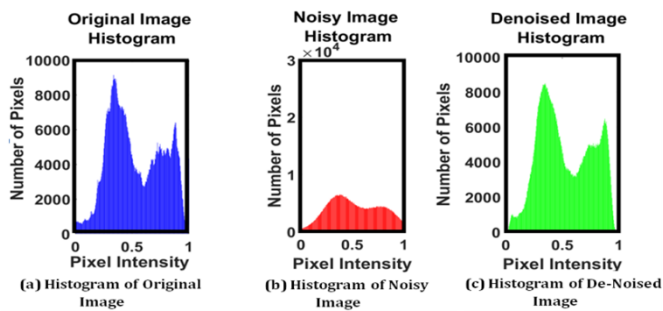 Original Image
Histogram
10000
8000
6000
4000
2000
0
Number of Pixels
0
0.5
1
Pixel Intensity
(a) Histogram of Original
Image
Noisy Image
Histogram
×10^4
3
2
1
0
Number of Pixels
0
0.5
1
Pixel Intensity
(b) Histogram of Noisy
Image
Denoised Image
Histogram
10000
8000
6000
4000
2000
0
Number of Pixels
0
0.5
1
Pixel Intensity
(c) Histogram of De-Noised
Image